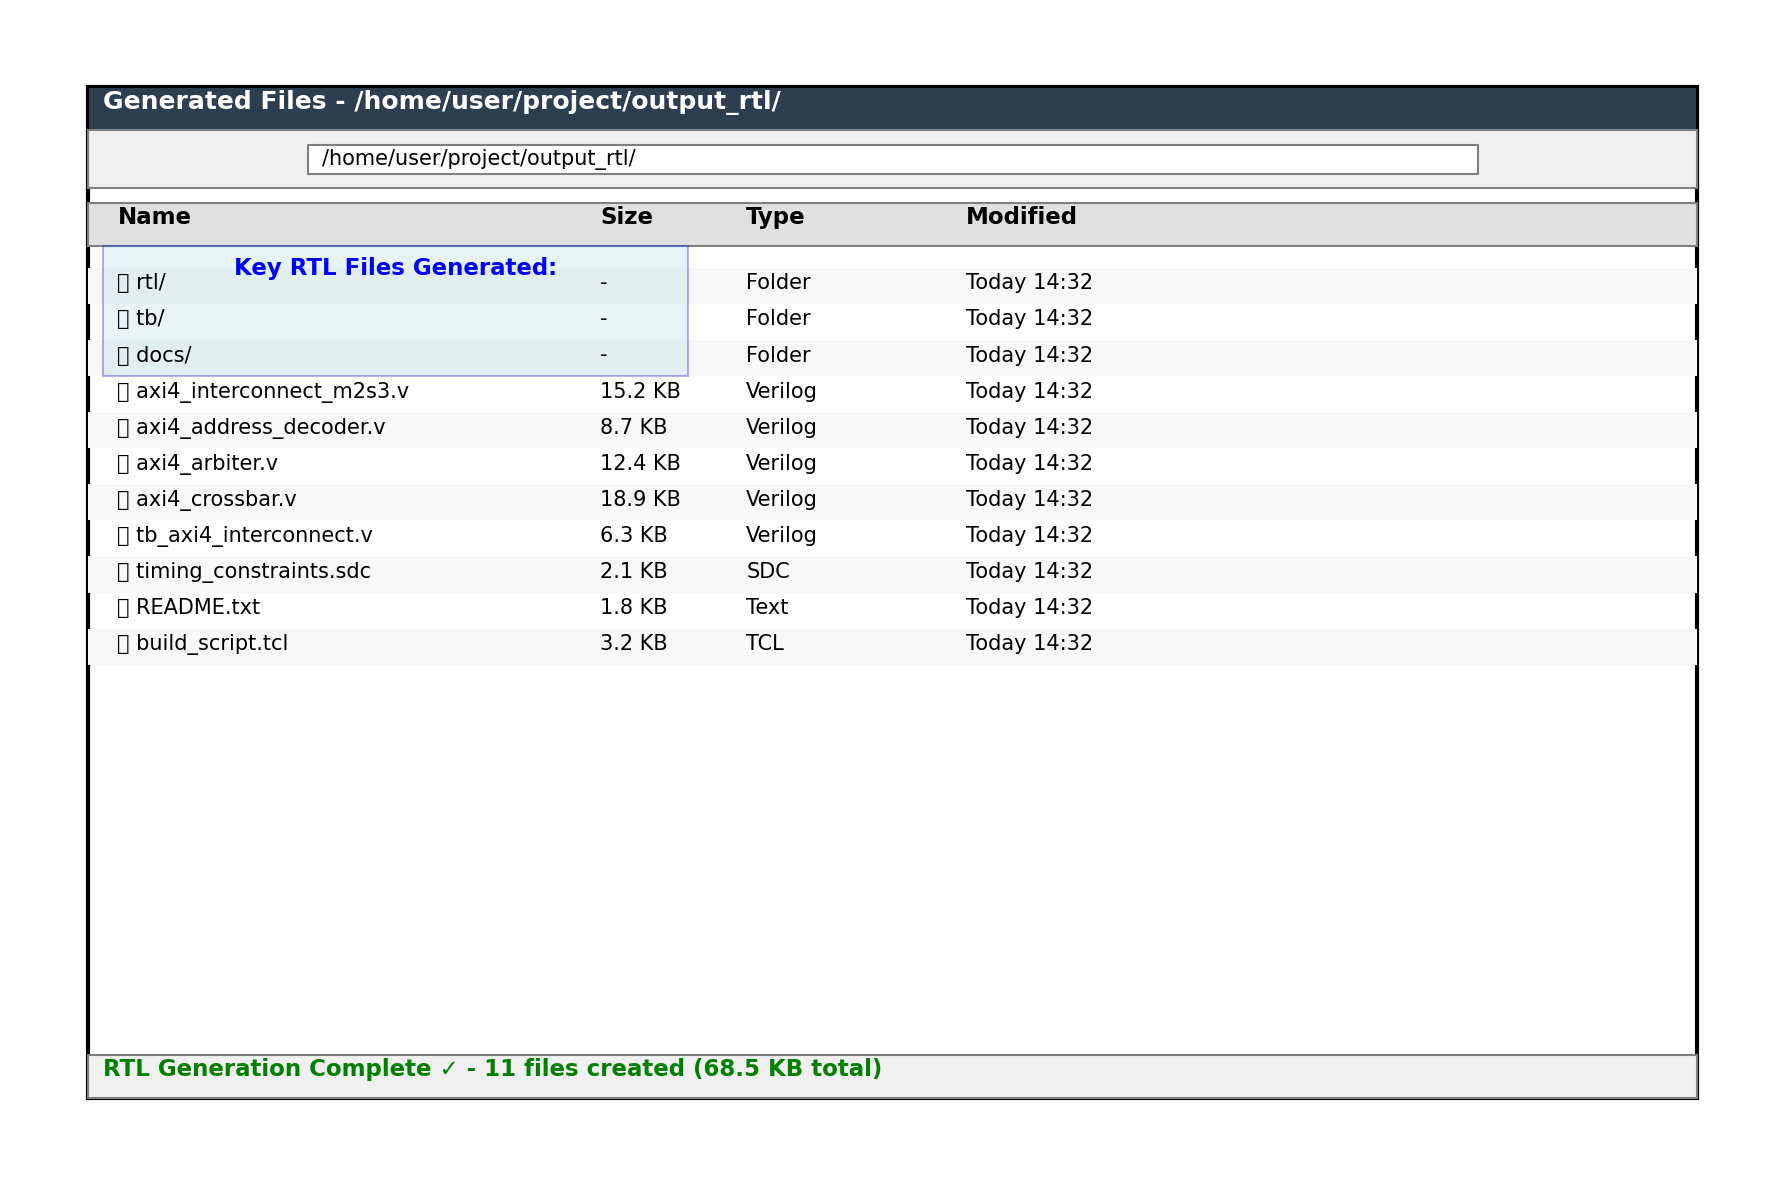 Generated Files - /home/user/project/output_rtl/
/home/user/project/output_rtl/
Name Size Type Modified
Key RTL Files Generated:
rtl/ - Folder Today 14:32
tb/ - Folder Today 14:32
docs/ - Folder Today 14:32
axi4_interconnect_m2s3.v 15.2 KB Verilog Today 14:32
axi4_address_decoder.v 8.7 KB Verilog Today 14:32
axi4_arbiter.v 12.4 KB Verilog Today 14:32
axi4_crossbar.v 18.9 KB Verilog Today 14:32
tb_axi4_interconnect.v 6.3 KB Verilog Today 14:32
timing_constraints.sdc 2.1 KB SDC Today 14:32
README.txt 1.8 KB Text Today 14:32
build_script.tcl 3.2 KB TCL Today 14:32
RTL Generation Complete ✓ - 11 files created (68.5 KB total)